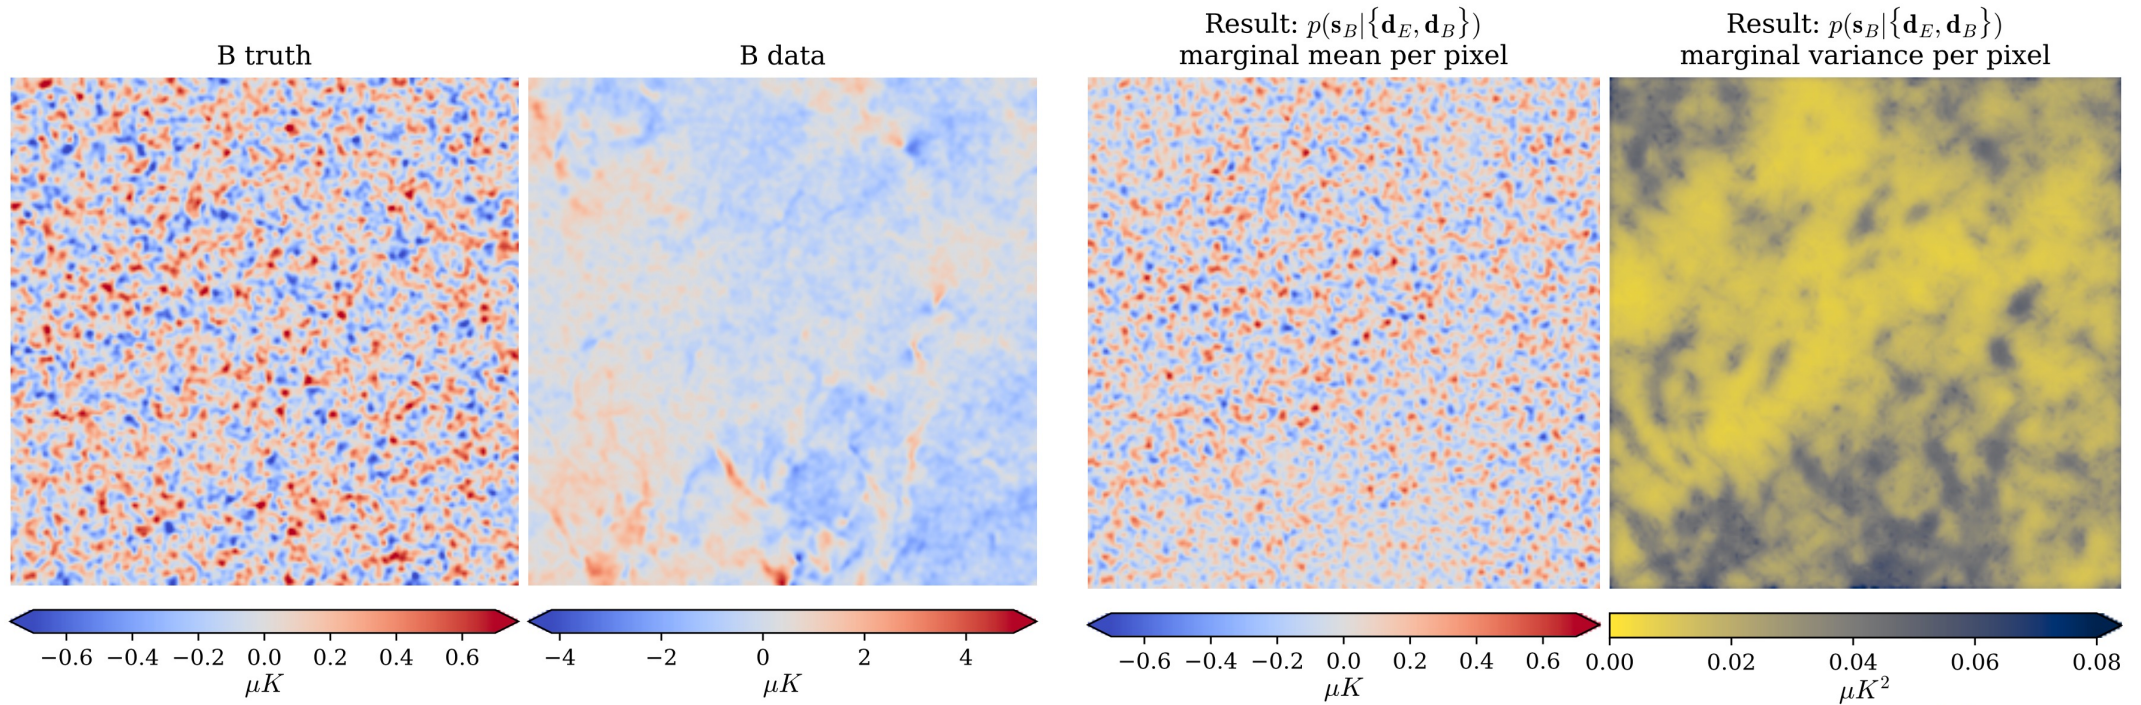 B truth
B data
Result: p(s_B|{d_E, d_B})
marginal mean per pixel
Result: p(s_B|{d_E, d_B})
marginal variance per pixel
−0.6 −0.4 −0.2 0.0 0.2 0.4 0.6
μK
−4 −2 0 2 4
μK
−0.6 −0.4 −0.2 0.0 0.2 0.4 0.6
μK
0.00 0.02 0.04 0.06 0.08
μK²